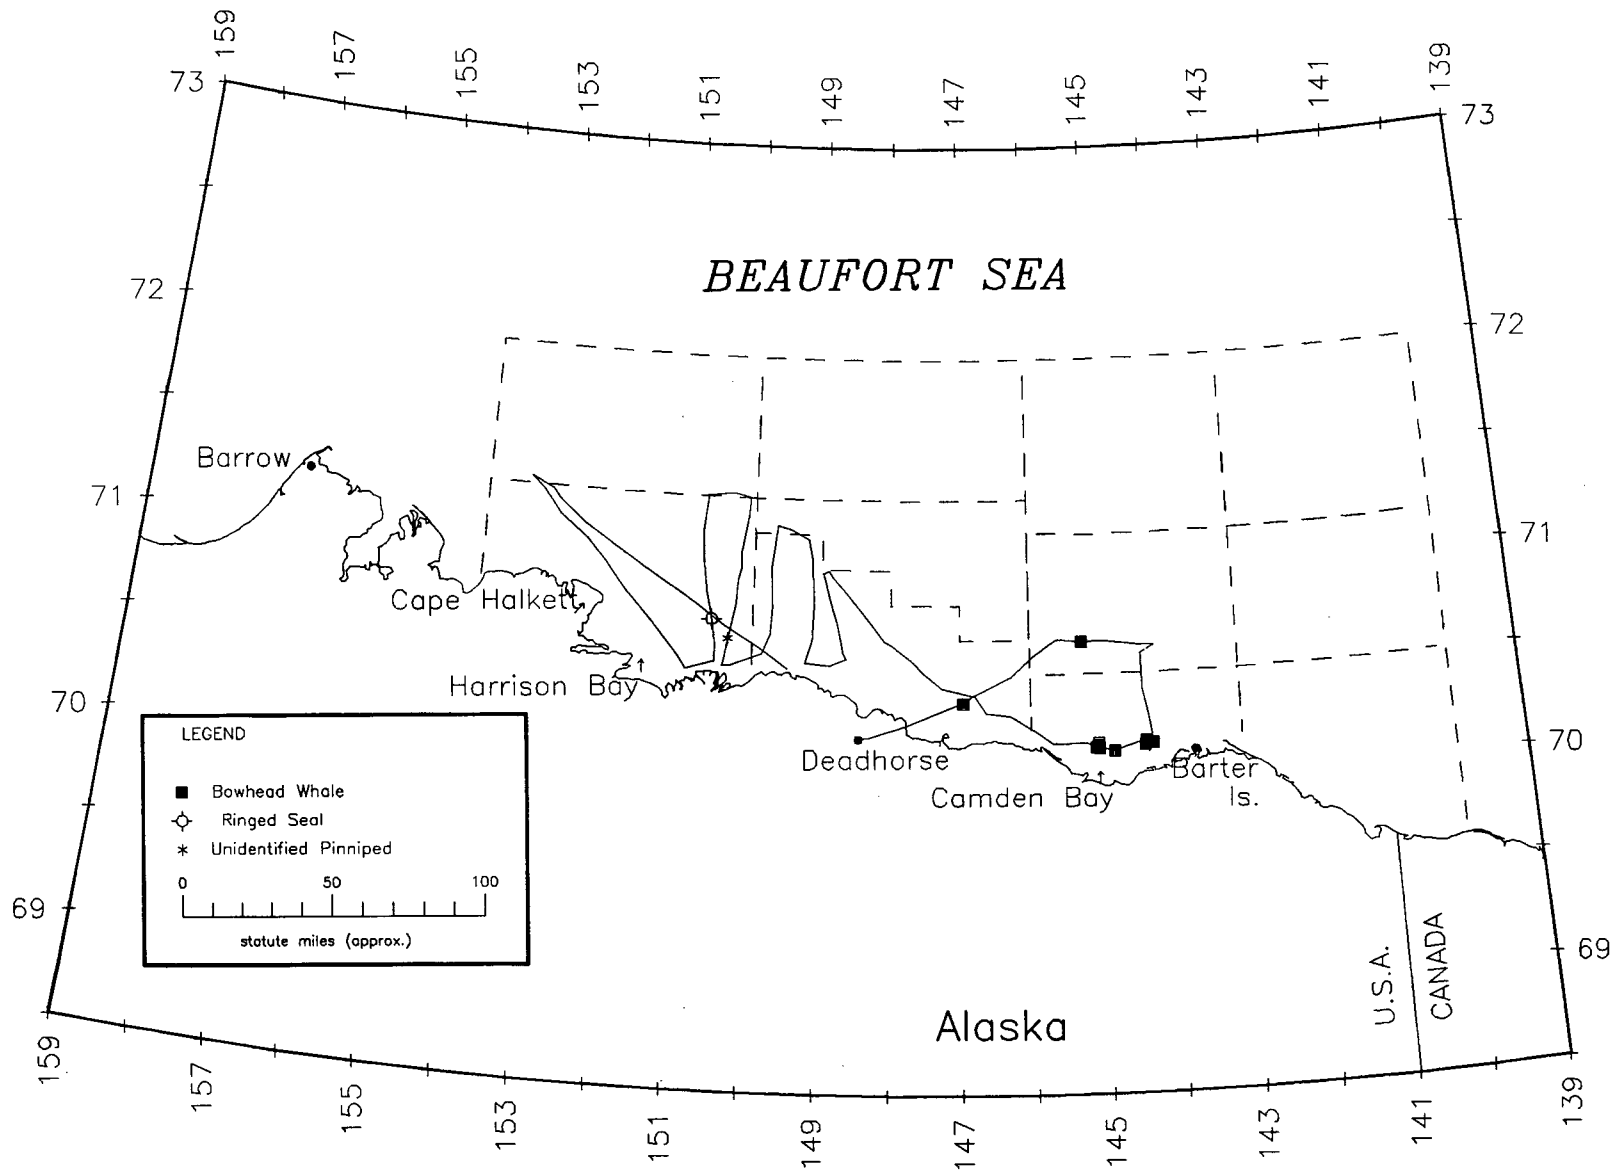 159 157 155 153 151 149 147 145 143 141 139
73 73
BEAUFORT SEA
72 72
Barrow
71 71
Cape Halkett
Harrison Bay
70 70
Deadhorse
Barter
Is.
Camden Bay
LEGEND
Bowhead Whale
Ringed Seal
Unidentified Pinniped
0 50 100
statute miles (approx.)
69 69
U.S.A.
CANADA
Alaska
159 157 155 153 151 149 147 145 143 141 139